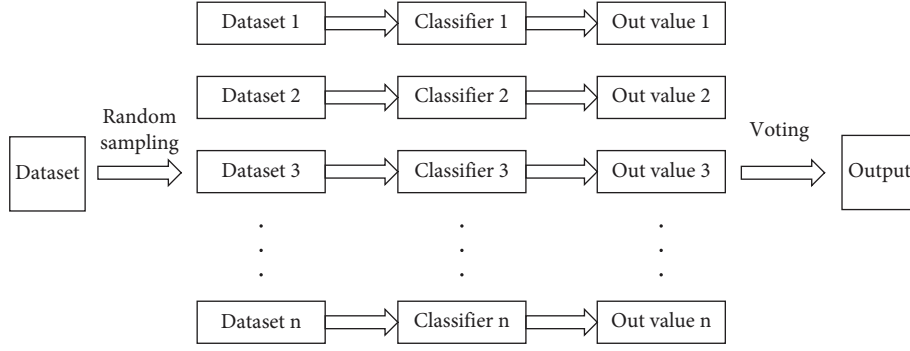 Dataset 1
Classifier 1
Out value 1
Dataset 2
Classifier 2
Out value 2
Random
sampling
Voting
Dataset
Dataset 3
Classifier 3
Out value 3
Output
Dataset n
Classifier n
Out value n